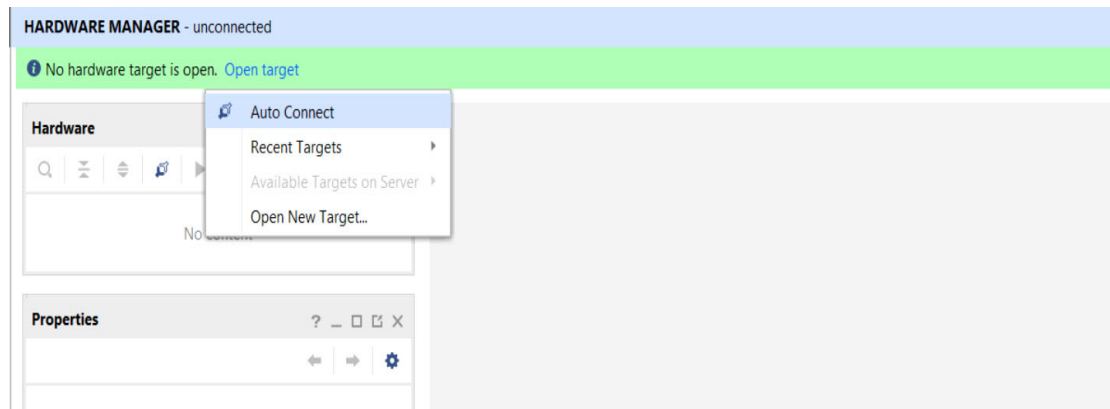 HARDWARE MANAGER - unconnected
No hardware target is open. Open target
Auto Connect
Hardware
Recent Targets
Available Targets on Server
Open New Target...
No content
Properties